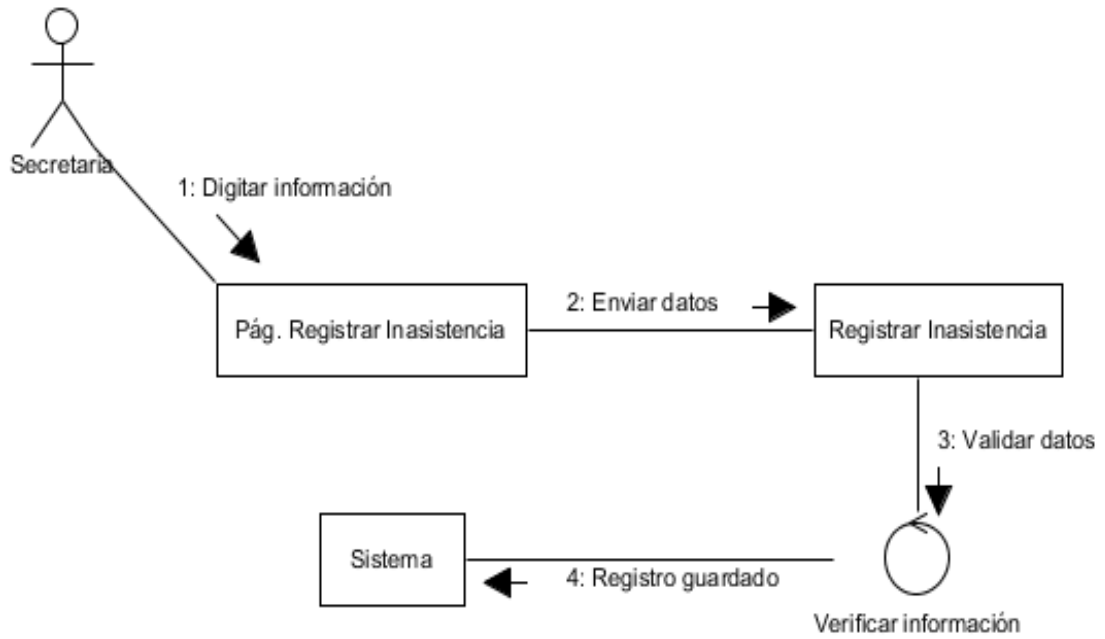 Secretaría
1: Digitar información
Pág. Registrar Inasistencia
2: Enviar datos
Registrar Inasistencia
3: Validar datos
Sistema
4: Registro guardado
Verificar información